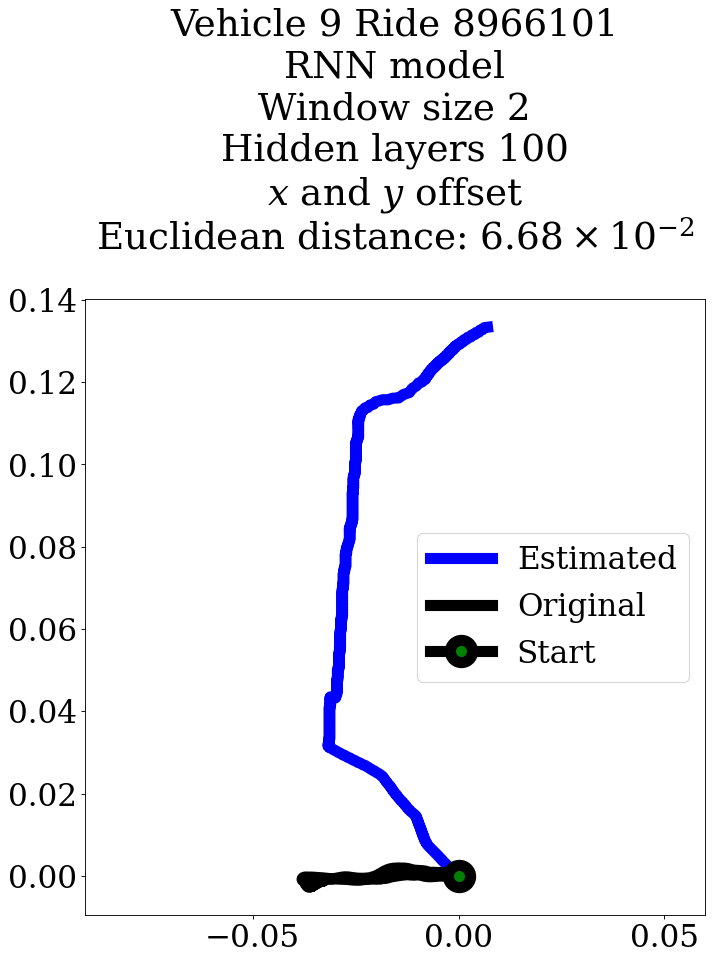 Vehicle 9 Ride 8966101
RNN model
Window size 2
Hidden layers 100
x and y offset
Euclidean distance: 6.68 × 10⁻²
0.14
0.12
0.10
0.08
0.06
0.04
0.02
0.00
Estimated
Original
Start
−0.05
0.00
0.05